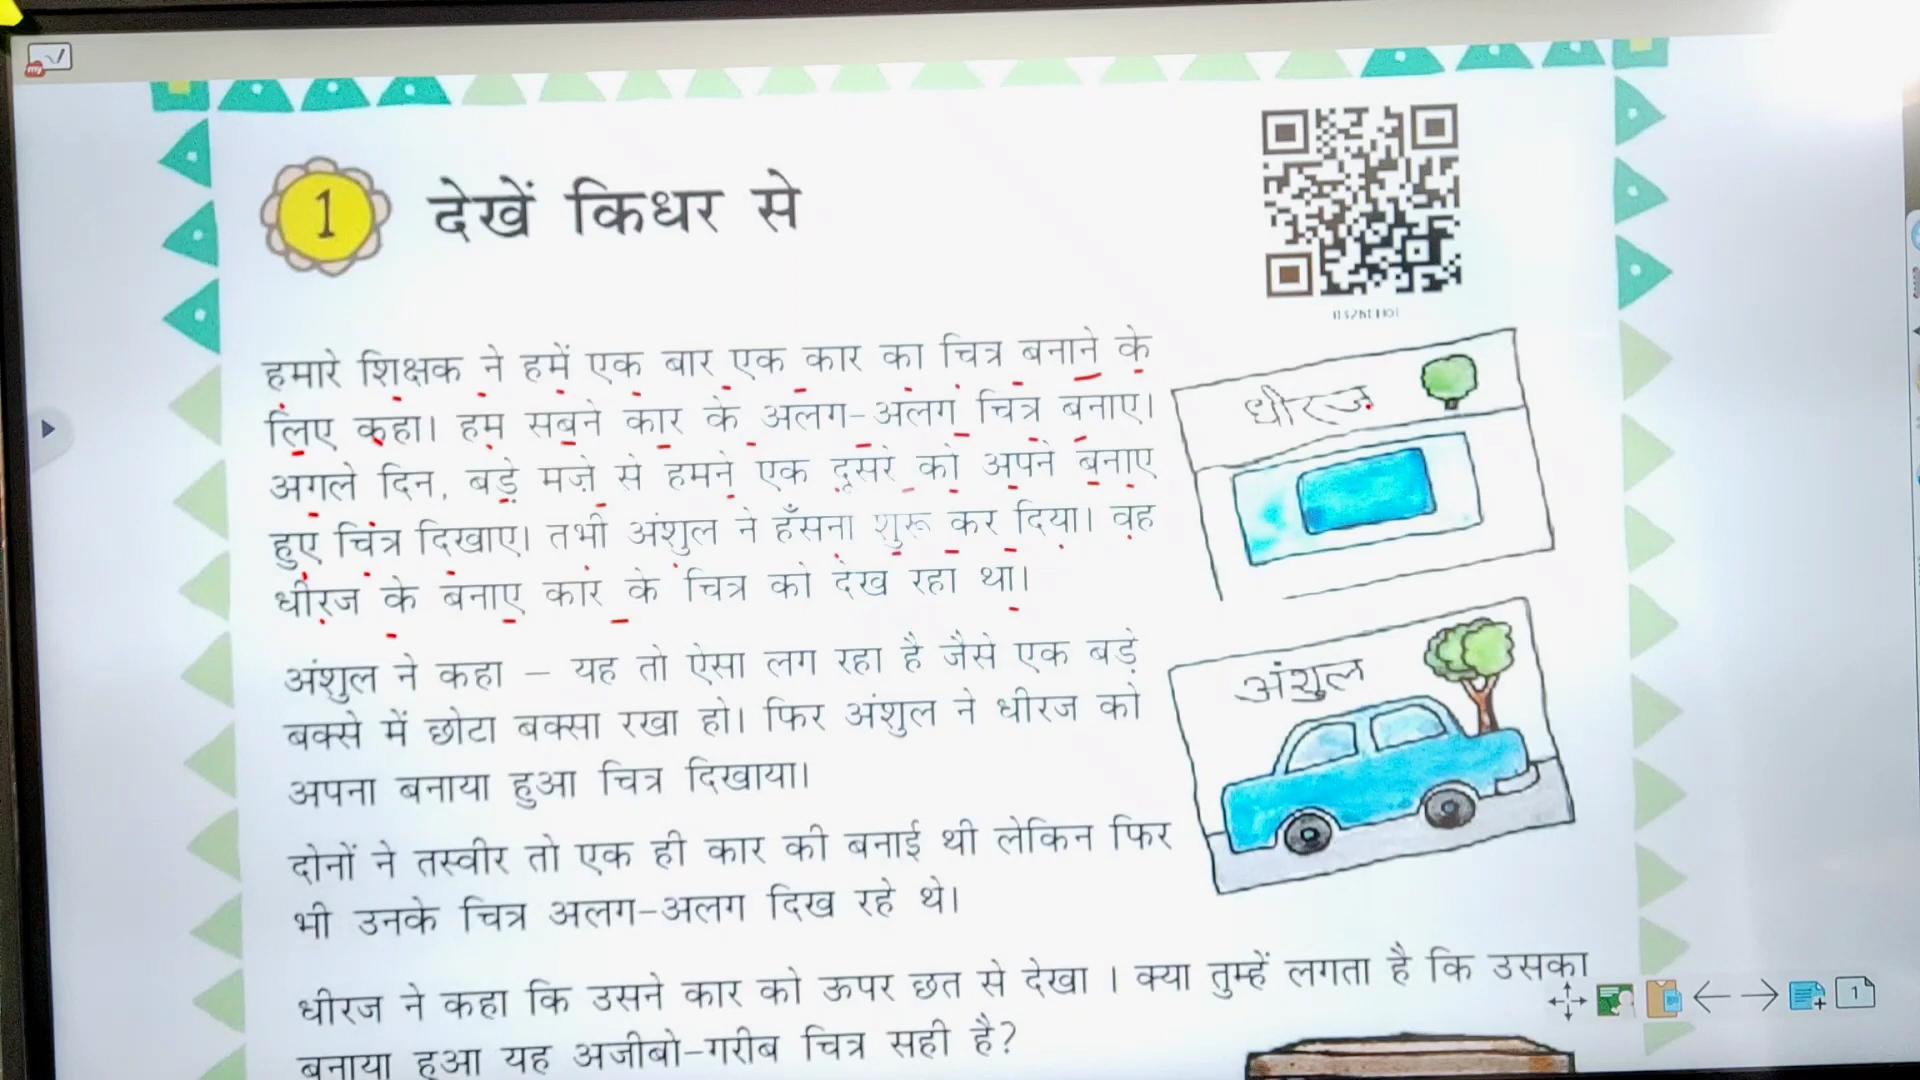 1 देखें किधर से
हमारे शिक्षक ने हमें एक बार एक कार का चित्र बनाने के
लिए कहा। हम सबने कार के अलग-अलग चित्र बनाए।
अगले दिन, बड़े मज़े से हमने एक दूसरे को अपने बनाए
हुए चित्र दिखाए। तभी अंशुल ने हँसना शुरू कर दिया। वह
धीरज के बनाए कार के चित्र को देख रहा था।
धीरज
अंशुल ने कहा – यह तो ऐसा लग रहा है जैसे एक बड़े
बक्से में छोटा बक्सा रखा हो। फिर अंशुल ने धीरज को
अपना बनाया हुआ चित्र दिखाया।
अंशुल
दोनों ने तस्वीर तो एक ही कार की बनाई थी लेकिन फिर
भी उनके चित्र अलग-अलग दिख रहे थे।
धीरज ने कहा कि उसने कार को ऊपर छत से देखा । क्या तुम्हें लगता है कि उसका
बनाया हुआ यह अजीबो-गरीब चित्र सही है?
1